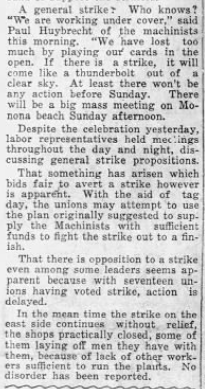 A general strike? Who knows?
"We are working under cover," said
Paul Huybrecht of the machinists
this morning. "We have lost too
much by playing our cards in the
open. If there is a strike, it will
come like a thunderbolt out of a
clear sky. At least there won't be
any action before Sunday. There
will be a big mass meeting on Mo-
nona beach Sunday afternoon.
Despite the celebration yesterday,
labor representatives held meetings
throughout the day and night, dis-
cussing general strike propositions.
That something has arisen which
bids fair to avert a strike however
is apparent. With the aid of tag
day, the unions may attempt to use
the plan originally suggested to sup-
ply the Machinists with sufficient
funds to fight the strike out to a fin-
ish.
That there is opposition to a strike
even among some leaders seems ap-
parent because with seventeen un-
ions having voted strike, action is
delayed.
In the mean time the strike on the
east side continues without relief,
the shops practically closed, some of
them laying off men they have with
them, because of lack of other work-
ers sufficient to run the plants. No
disorder has been reported.